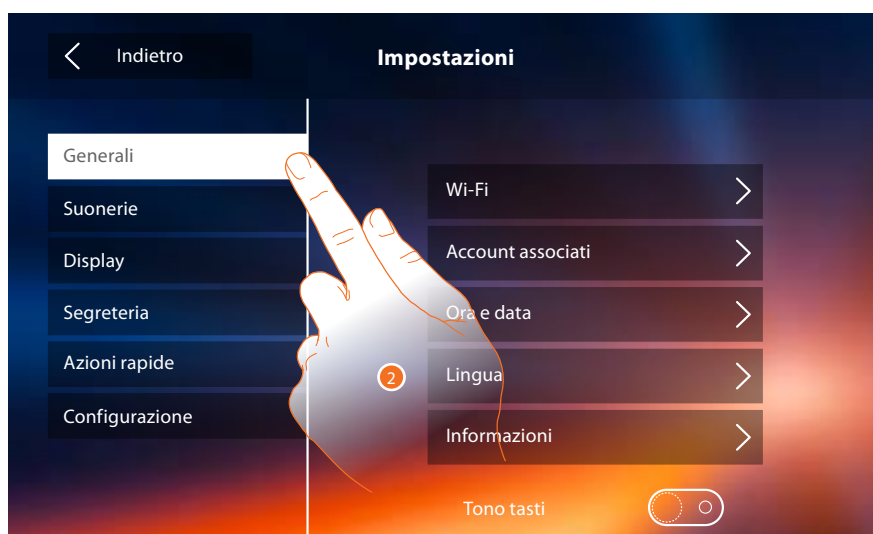 Indietro
Impostazioni
Generali
Suonerie
Display
Segreteria
Azioni rapide
Configurazione
Wi-Fi
Account associati
Ora e data
2
Lingua
Informazioni
Tono tasti